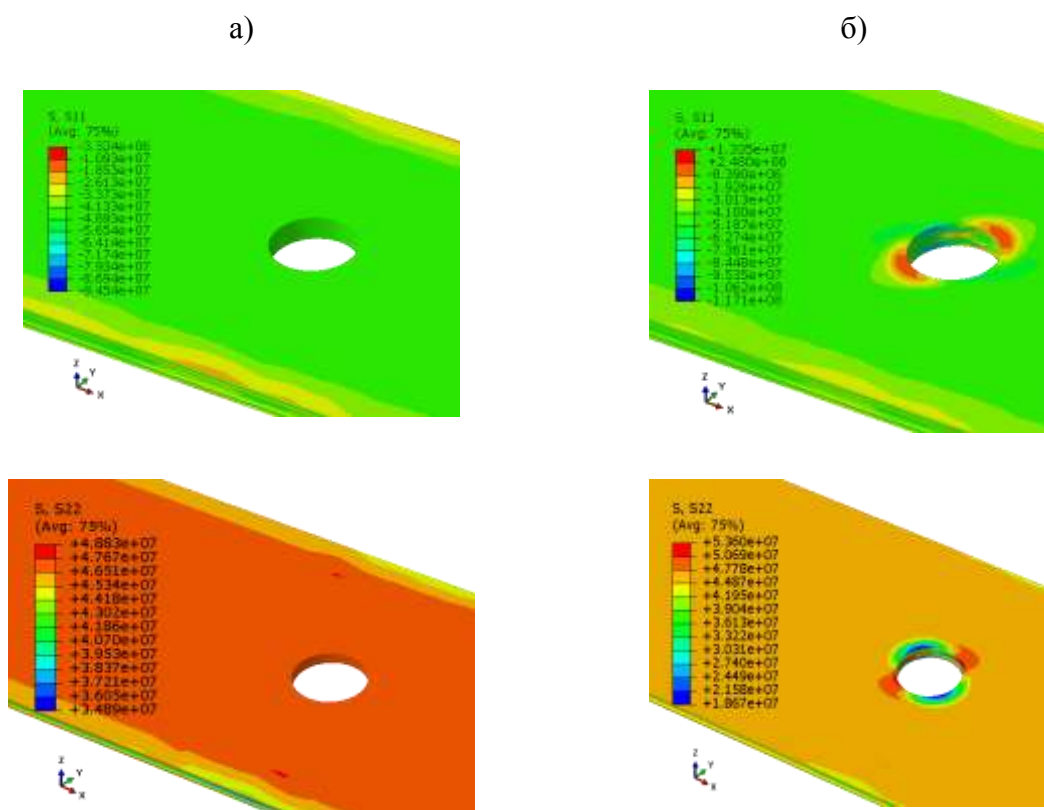 а)
б)
S, S11
(Avg: 75%)
-3.324e+06
-1.093e+07
-1.853e+07
-2.613e+07
-3.373e+07
-4.133e+07
-4.893e+07
-5.654e+07
-6.414e+07
-7.174e+07
-7.934e+07
-8.694e+07
-9.454e+07
Z
Y
X
S, S11
(Avg: 75%)
+1.335e+07
+2.480e+06
-8.390e+06
-1.926e+07
-3.013e+07
-4.100e+07
-5.187e+07
-6.274e+07
-7.361e+07
-8.448e+07
-9.535e+07
-1.062e+08
-1.171e+08
Z
Y
X
S, S22
(Avg: 75%)
+4.883e+07
+4.767e+07
+4.651e+07
+4.534e+07
+4.418e+07
+4.302e+07
+4.186e+07
+4.070e+07
+3.953e+07
+3.837e+07
+3.721e+07
+3.605e+07
+3.489e+07
Z
Y
X
S, S22
(Avg: 75%)
+5.360e+07
+5.069e+07
+4.778e+07
+4.487e+07
+4.195e+07
+3.904e+07
+3.613e+07
+3.322e+07
+3.031e+07
+2.740e+07
+2.449e+07
+2.158e+07
+1.867e+07
Z
Y
X